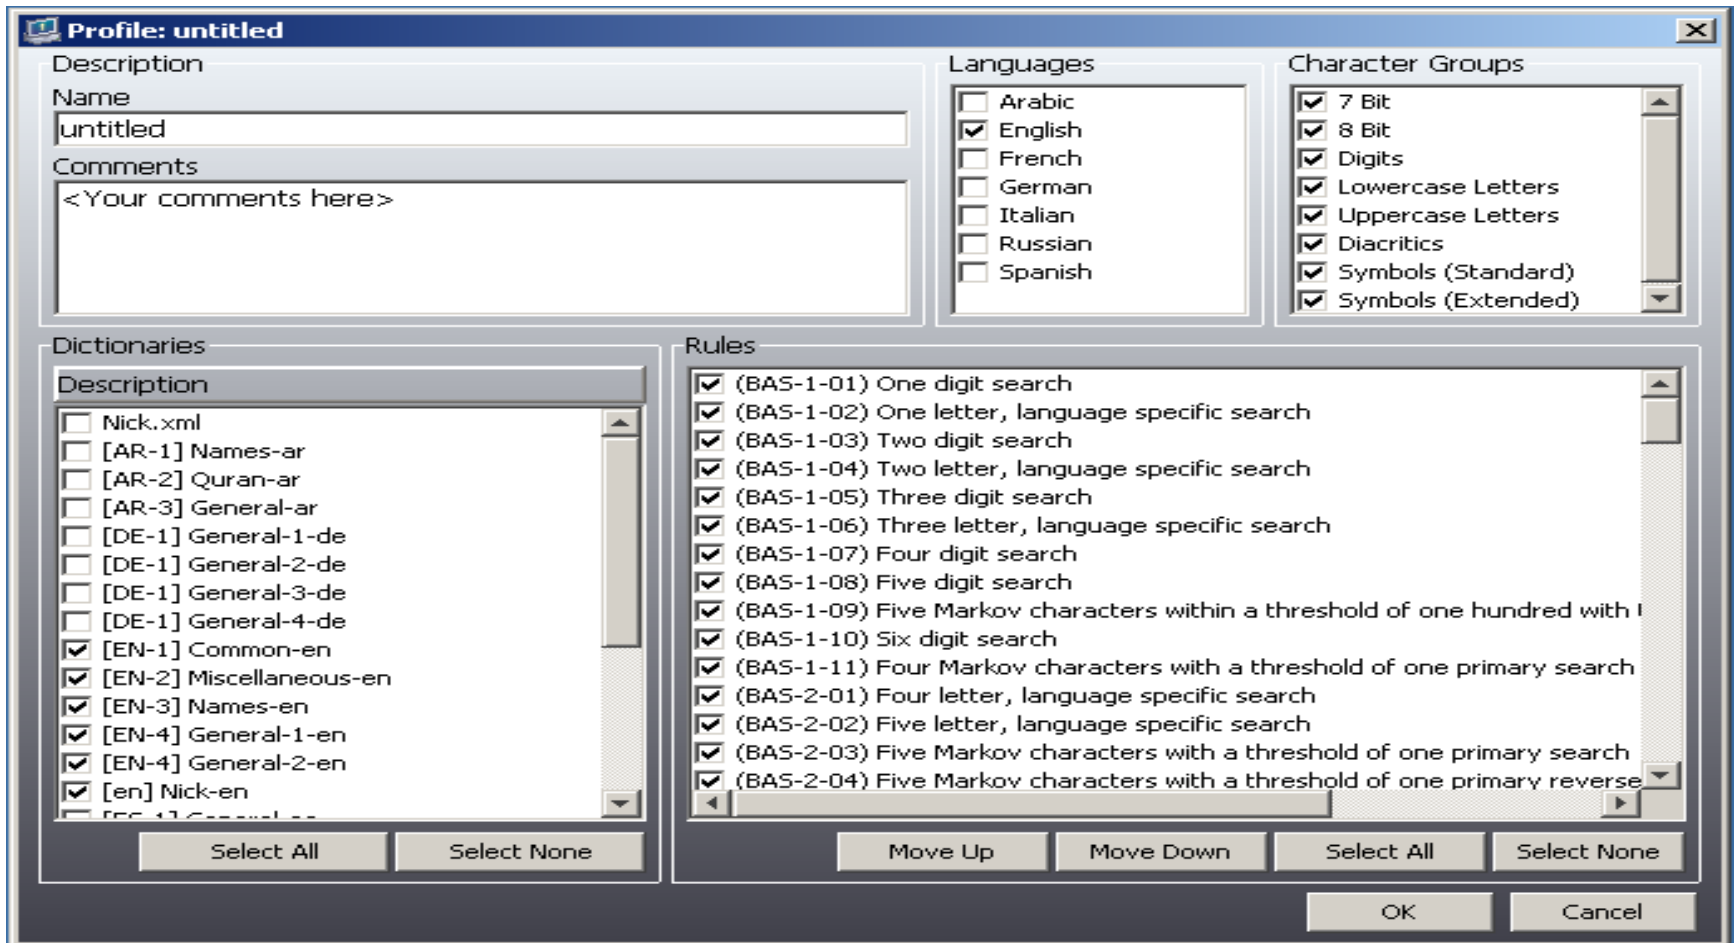 Profile: untitled
Description
Name
untitled
Comments
<Your comments here>
Languages
Arabic
English
French
German
Italian
Russian
Spanish
Character Groups
7 Bit
8 Bit
Digits
Lowercase Letters
Uppercase Letters
Diacritics
Symbols (Standard)
Symbols (Extended)
Dictionaries
Description
Nick.xml
[AR-1] Names-ar
[AR-2] Quran-ar
[AR-3] General-ar
[DE-1] General-1-de
[DE-1] General-2-de
[DE-1] General-3-de
[DE-1] General-4-de
[EN-1] Common-en
[EN-2] Miscellaneous-en
[EN-3] Names-en
[EN-4] General-1-en
[EN-4] General-2-en
[en] Nick-en
Select All
Select None
Rules
(BAS-1-01) One digit search
(BAS-1-02) One letter, language specific search
(BAS-1-03) Two digit search
(BAS-1-04) Two letter, language specific search
(BAS-1-05) Three digit search
(BAS-1-06) Three letter, language specific search
(BAS-1-07) Four digit search
(BAS-1-08) Five digit search
(BAS-1-09) Five Markov characters within a threshold of one hundred with
(BAS-1-10) Six digit search
(BAS-1-11) Four Markov characters with a threshold of one primary search
(BAS-2-01) Four letter, language specific search
(BAS-2-02) Five letter, language specific search
(BAS-2-03) Five Markov characters with a threshold of one primary search
(BAS-2-04) Five Markov characters with a threshold of one primary reverse
Move Up
Move Down
Select All
Select None
OK
Cancel